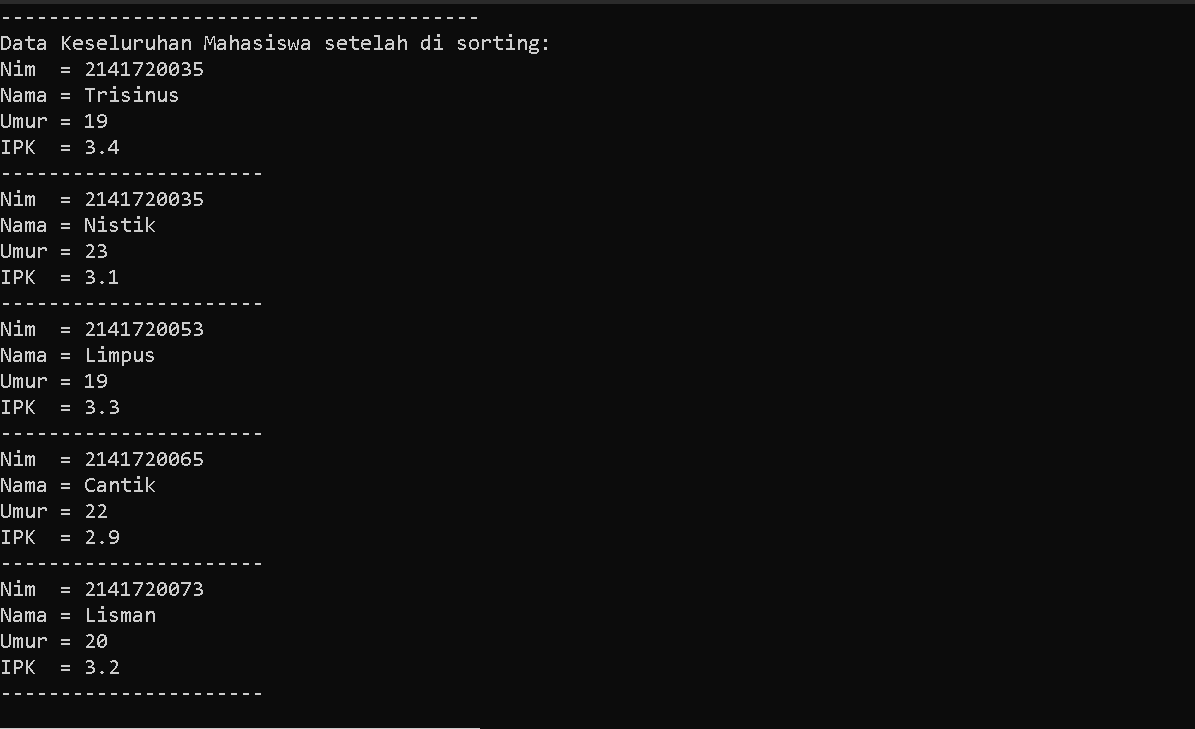 ----------------------------------------
Data Keseluruhan Mahasiswa setelah di sorting:
Nim  = 2141720035
Nama = Trisinus
Umur = 19
IPK  = 3.4
----------------------
Nim  = 2141720035
Nama = Nistik
Umur = 23
IPK  = 3.1
----------------------
Nim  = 2141720053
Nama = Limpus
Umur = 19
IPK  = 3.3
----------------------
Nim  = 2141720065
Nama = Cantik
Umur = 22
IPK  = 2.9
----------------------
Nim  = 2141720073
Nama = Lisman
Umur = 20
IPK  = 3.2
----------------------